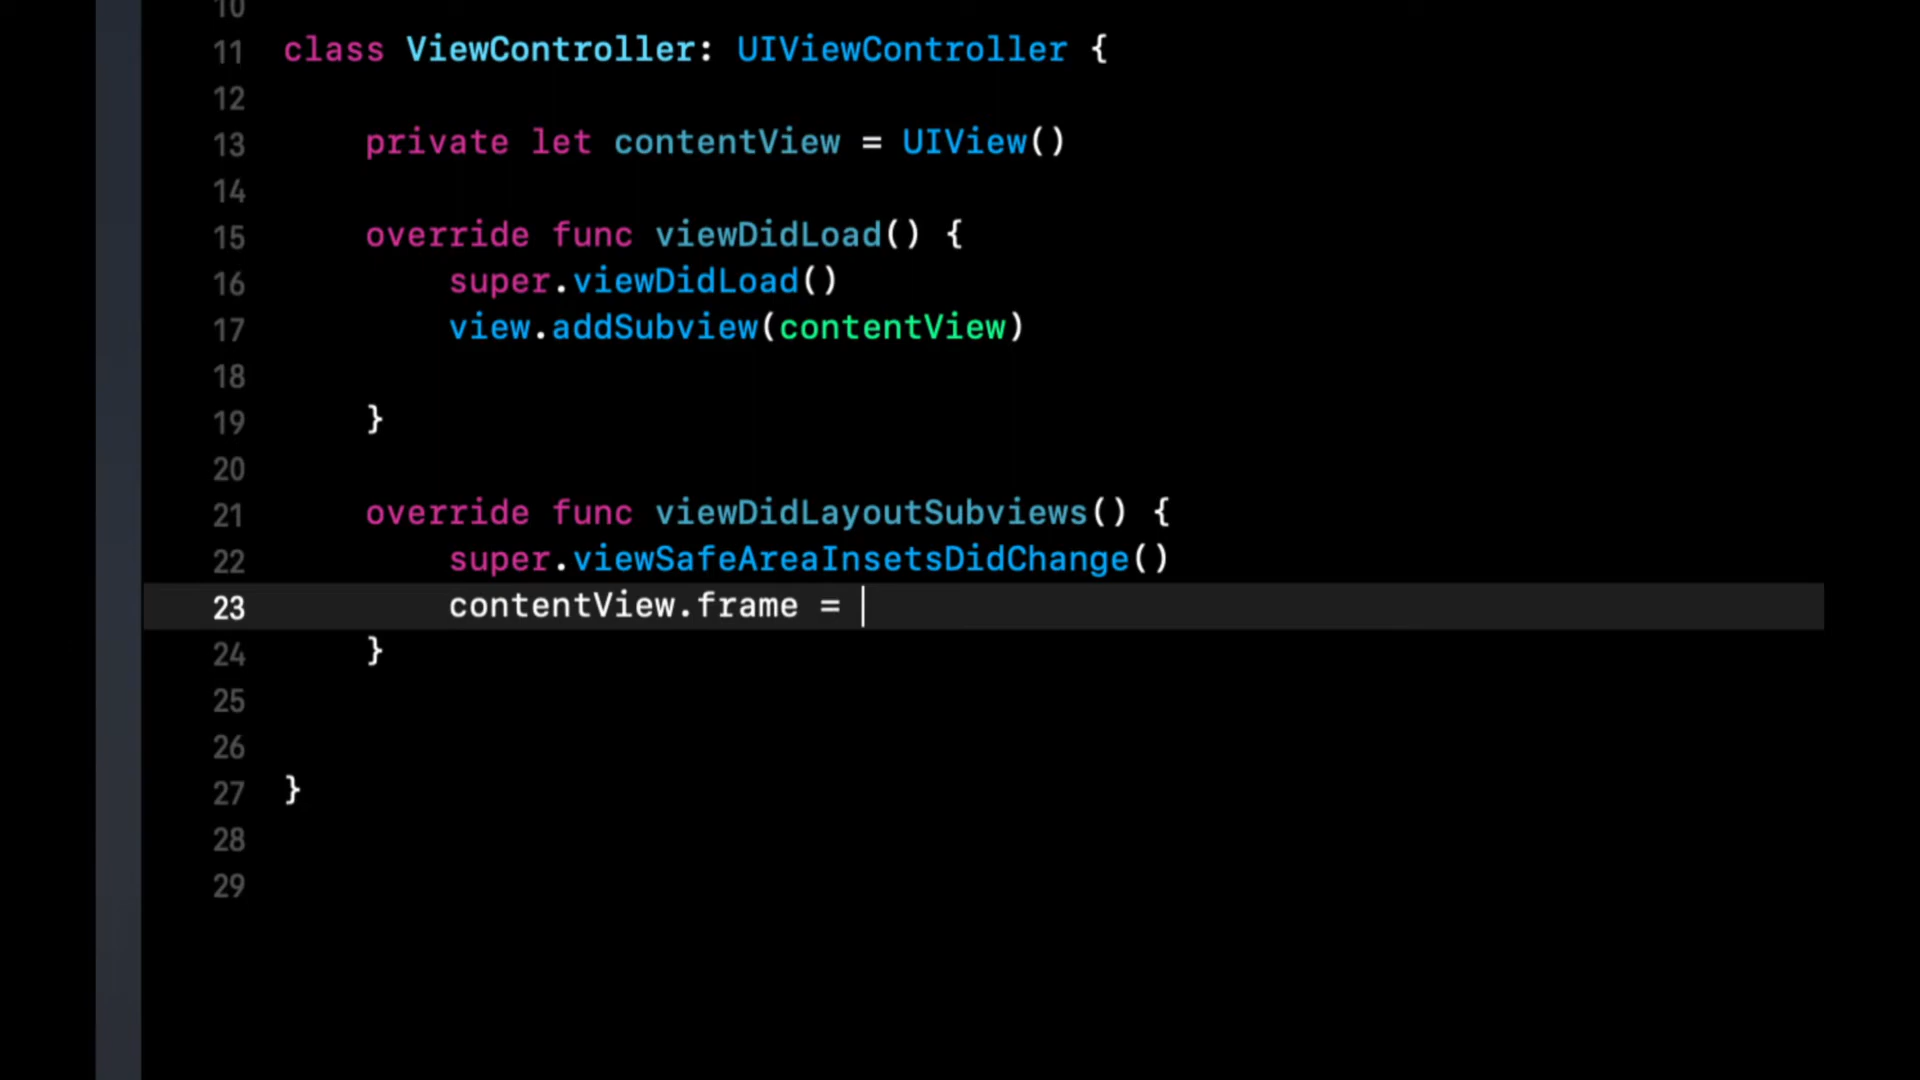 10
11 class ViewController: UIViewController {
12
13 private let contentView = UIView()
14
15 override func viewDidLoad() {
16 super.viewDidLoad()
17 view.addSubview(contentView)
18
19 }
20
21 override func viewDidLayoutSubviews() {
22 super.viewSafeAreaInsetsDidChange()
23 contentView.frame =
24 }
25
26
27 }
28
29